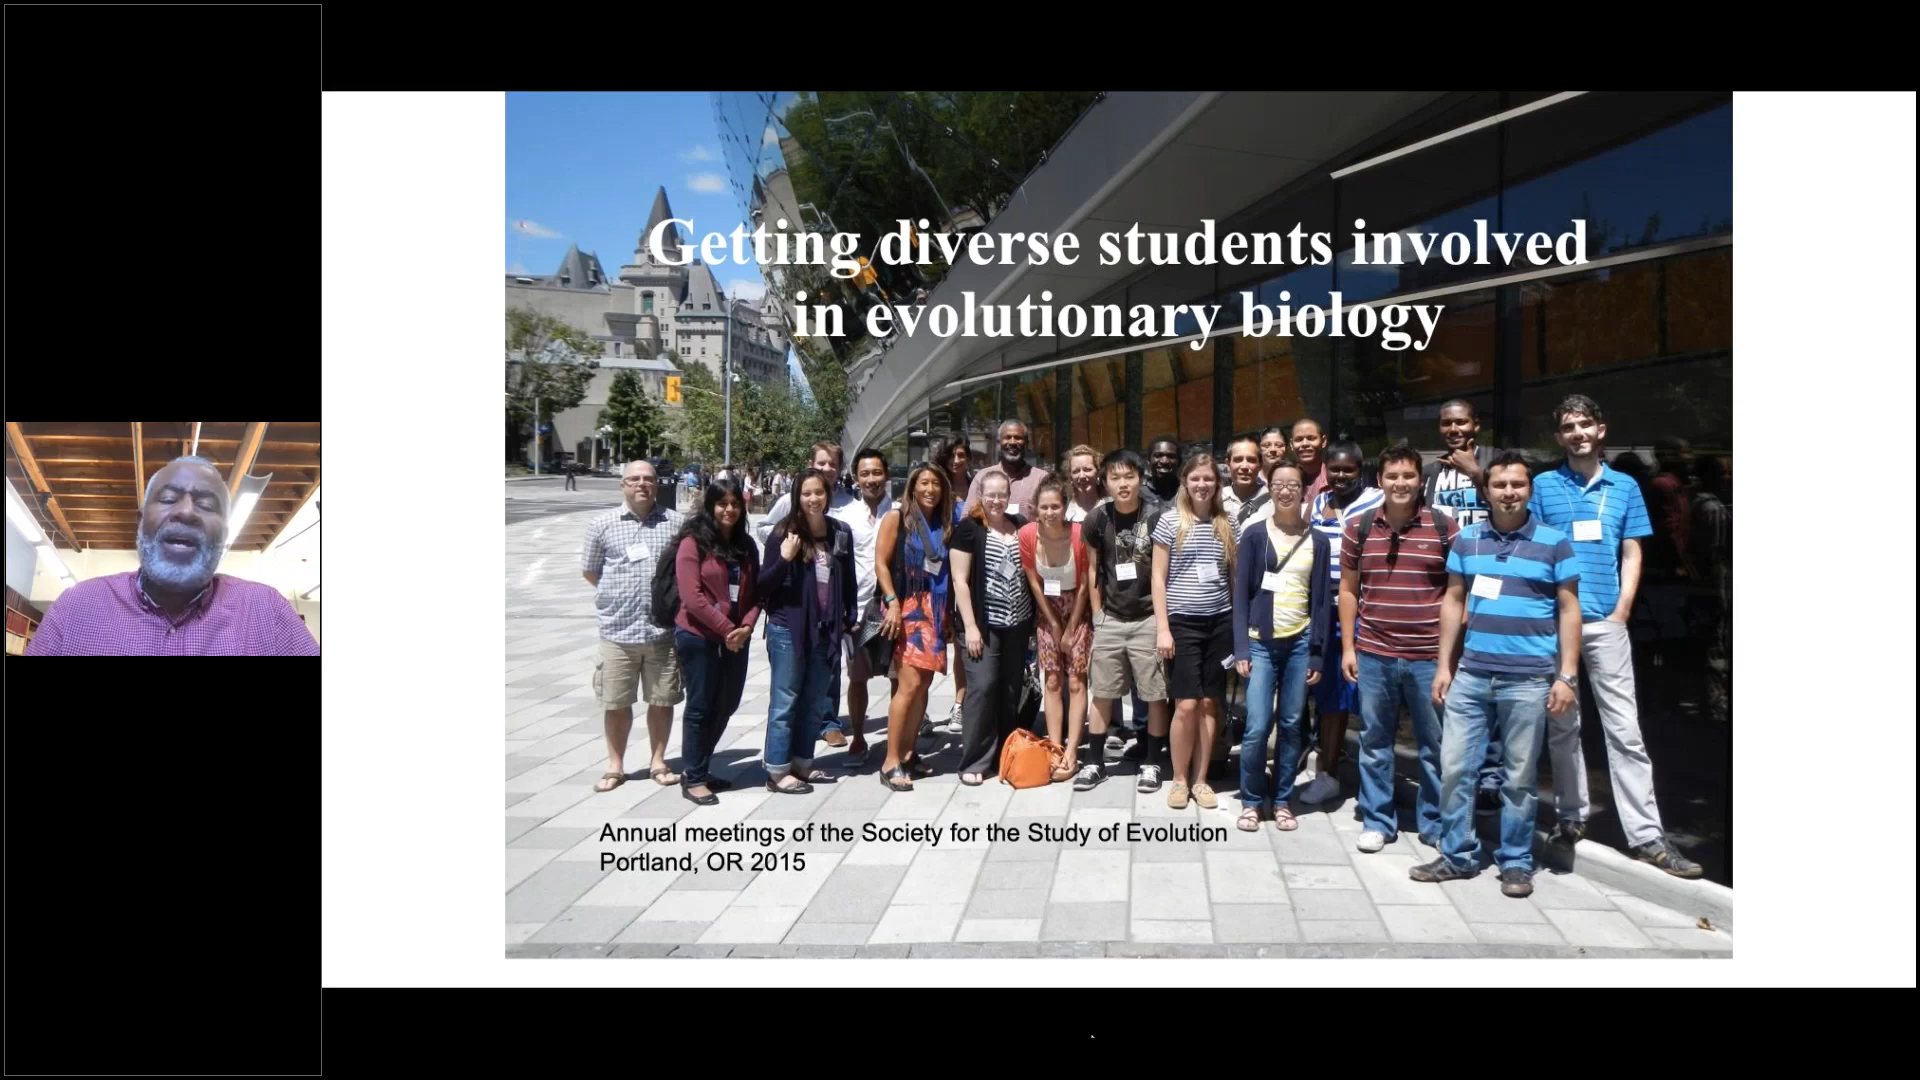 Getting diverse students involved
in evolutionary biology
Annual meetings of the Society for the Study of Evolution
Portland, OR 2015